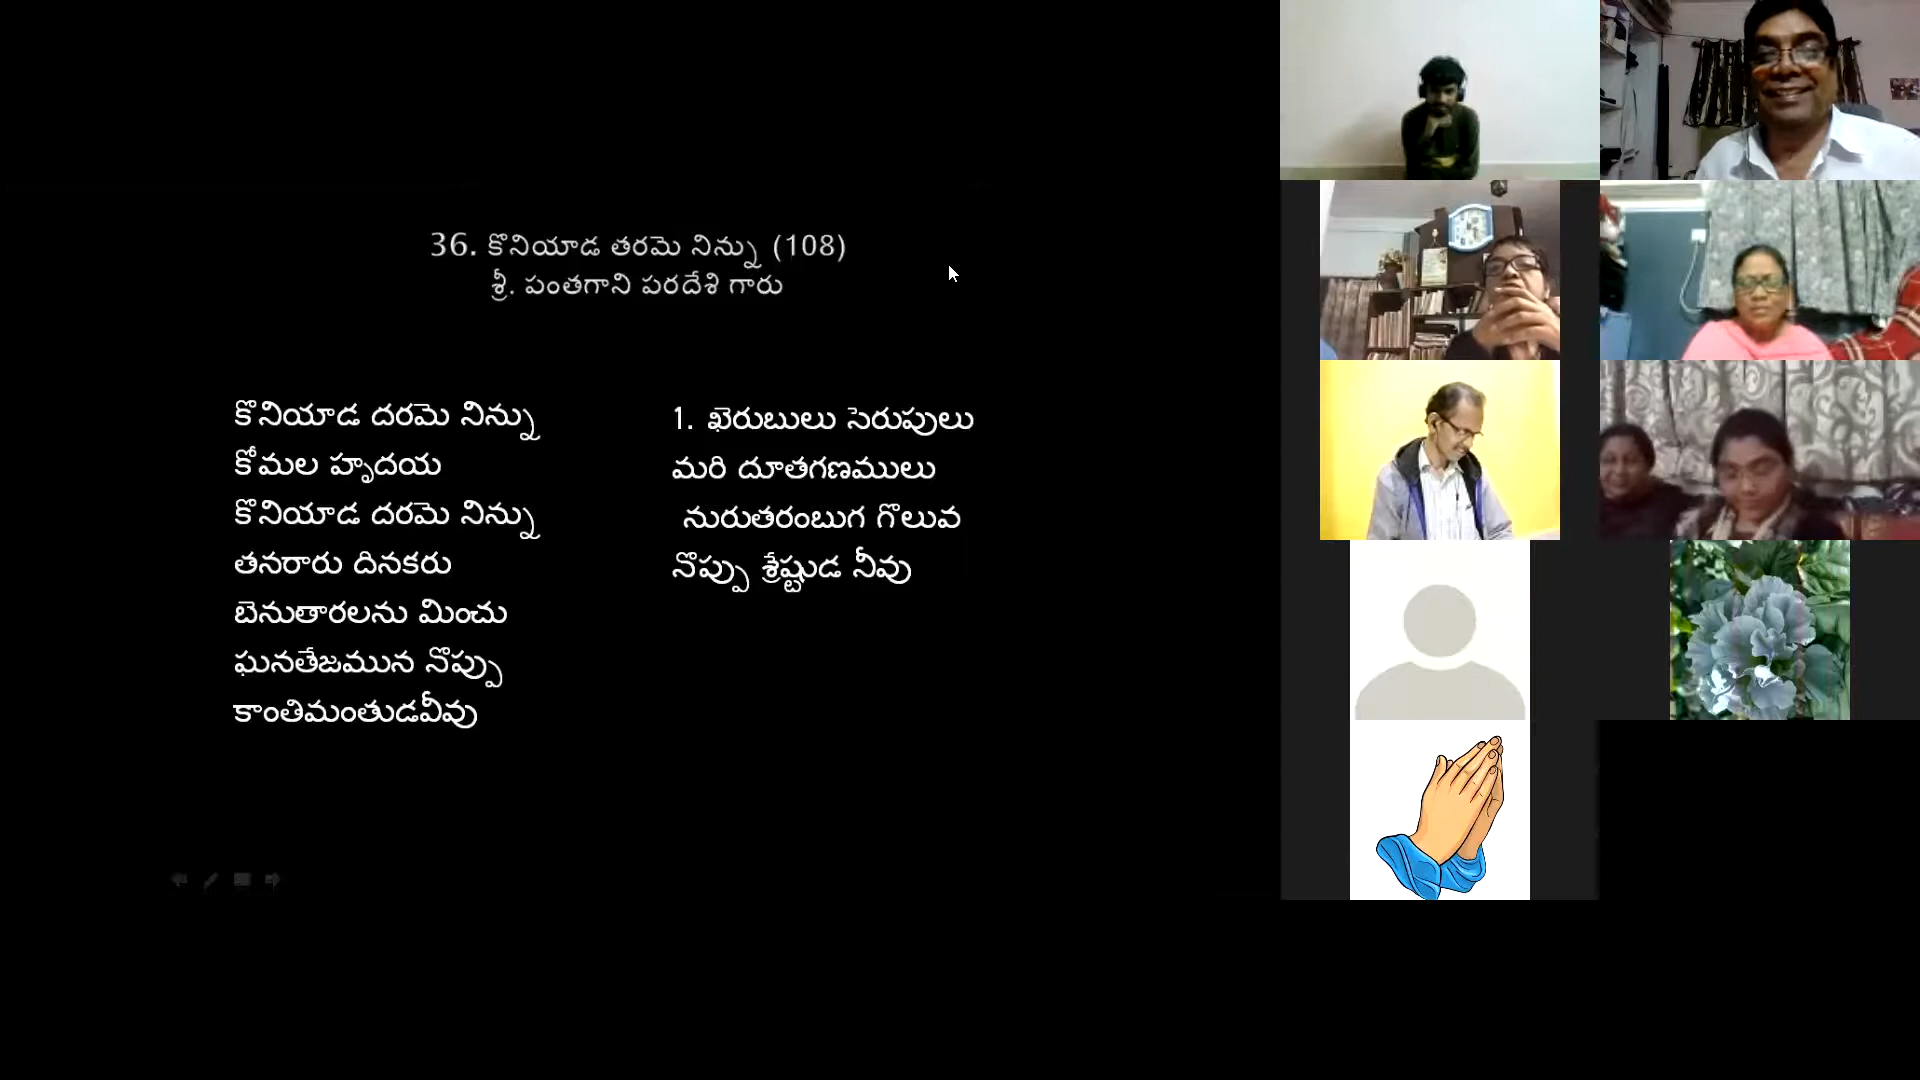 36. కొనియాడ తరమె నిన్ను (108)
శ్రీ. పంతగాని పరదేశి గారు
కొనియాడ దరమె నిన్ను
కోమల హృదయ
కొనియాడ దరమె నిన్ను
తనరారు దినకరు
బెనుతారలను మించు
ఘనతేజమున నొప్పు
కాంతిమంతుడవీవు
1. ఖెరుబులు సెరుపులు
మరి దూతగణములు
నురుతరంబుగ గొలువ
నొప్పు శ్రేష్టుడ నీవు